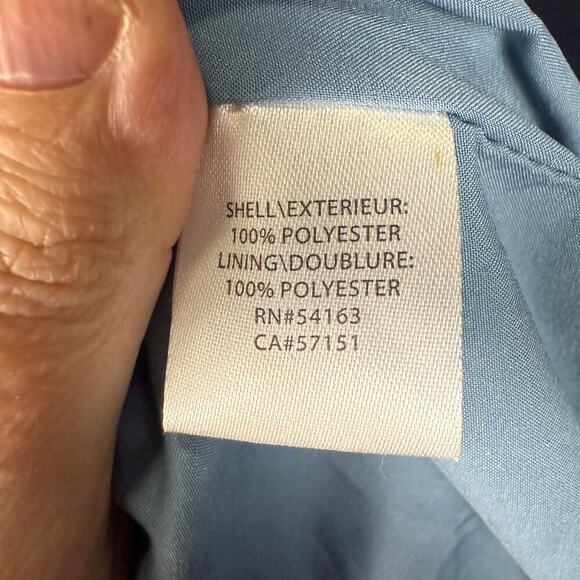 SHELL\EXTERIEUR:
100% POLYESTER
LINING\DOUBLURE:
100% POLYESTER
RN#54163
CA#57151